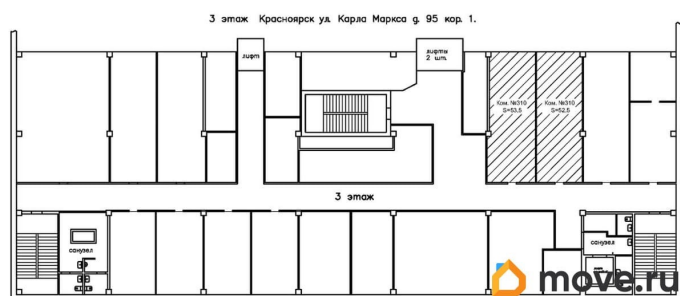 3 этаж Красноярск ул. Карла Маркса д. 95 кор. 1.
лифт
лифты
2 шт.
Ком. №310
S=53,5
Ком. №310
S=52,5
3 этаж
санузел
санузел
move.ru